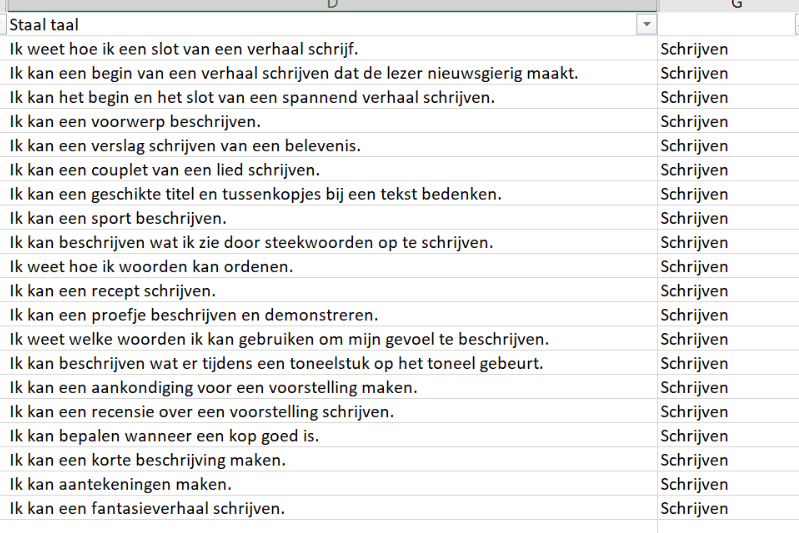 D G
Staal taal
Ik weet hoe ik een slot van een verhaal schrijf. Schrijven
Ik kan een begin van een verhaal schrijven dat de lezer nieuwsgierig maakt. Schrijven
Ik kan het begin en het slot van een spannend verhaal schrijven. Schrijven
Ik kan een voorwerp beschrijven. Schrijven
Ik kan een verslag schrijven van een belevenis. Schrijven
Ik kan een couplet van een lied schrijven. Schrijven
Ik kan een geschikte titel en tussenkopjes bij een tekst bedenken. Schrijven
Ik kan een sport beschrijven. Schrijven
Ik kan beschrijven wat ik zie door steekwoorden op te schrijven. Schrijven
Ik weet hoe ik woorden kan ordenen. Schrijven
Ik kan een recept schrijven. Schrijven
Ik kan een proefje beschrijven en demonstreren. Schrijven
Ik weet welke woorden ik kan gebruiken om mijn gevoel te beschrijven. Schrijven
Ik kan beschrijven wat er tijdens een toneelstuk op het toneel gebeurt. Schrijven
Ik kan een aankondiging voor een voorstelling maken. Schrijven
Ik kan een recensie over een voorstelling schrijven. Schrijven
Ik kan bepalen wanneer een kop goed is. Schrijven
Ik kan een korte beschrijving maken. Schrijven
Ik kan aantekeningen maken. Schrijven
Ik kan een fantasieverhaal schrijven. Schrijven